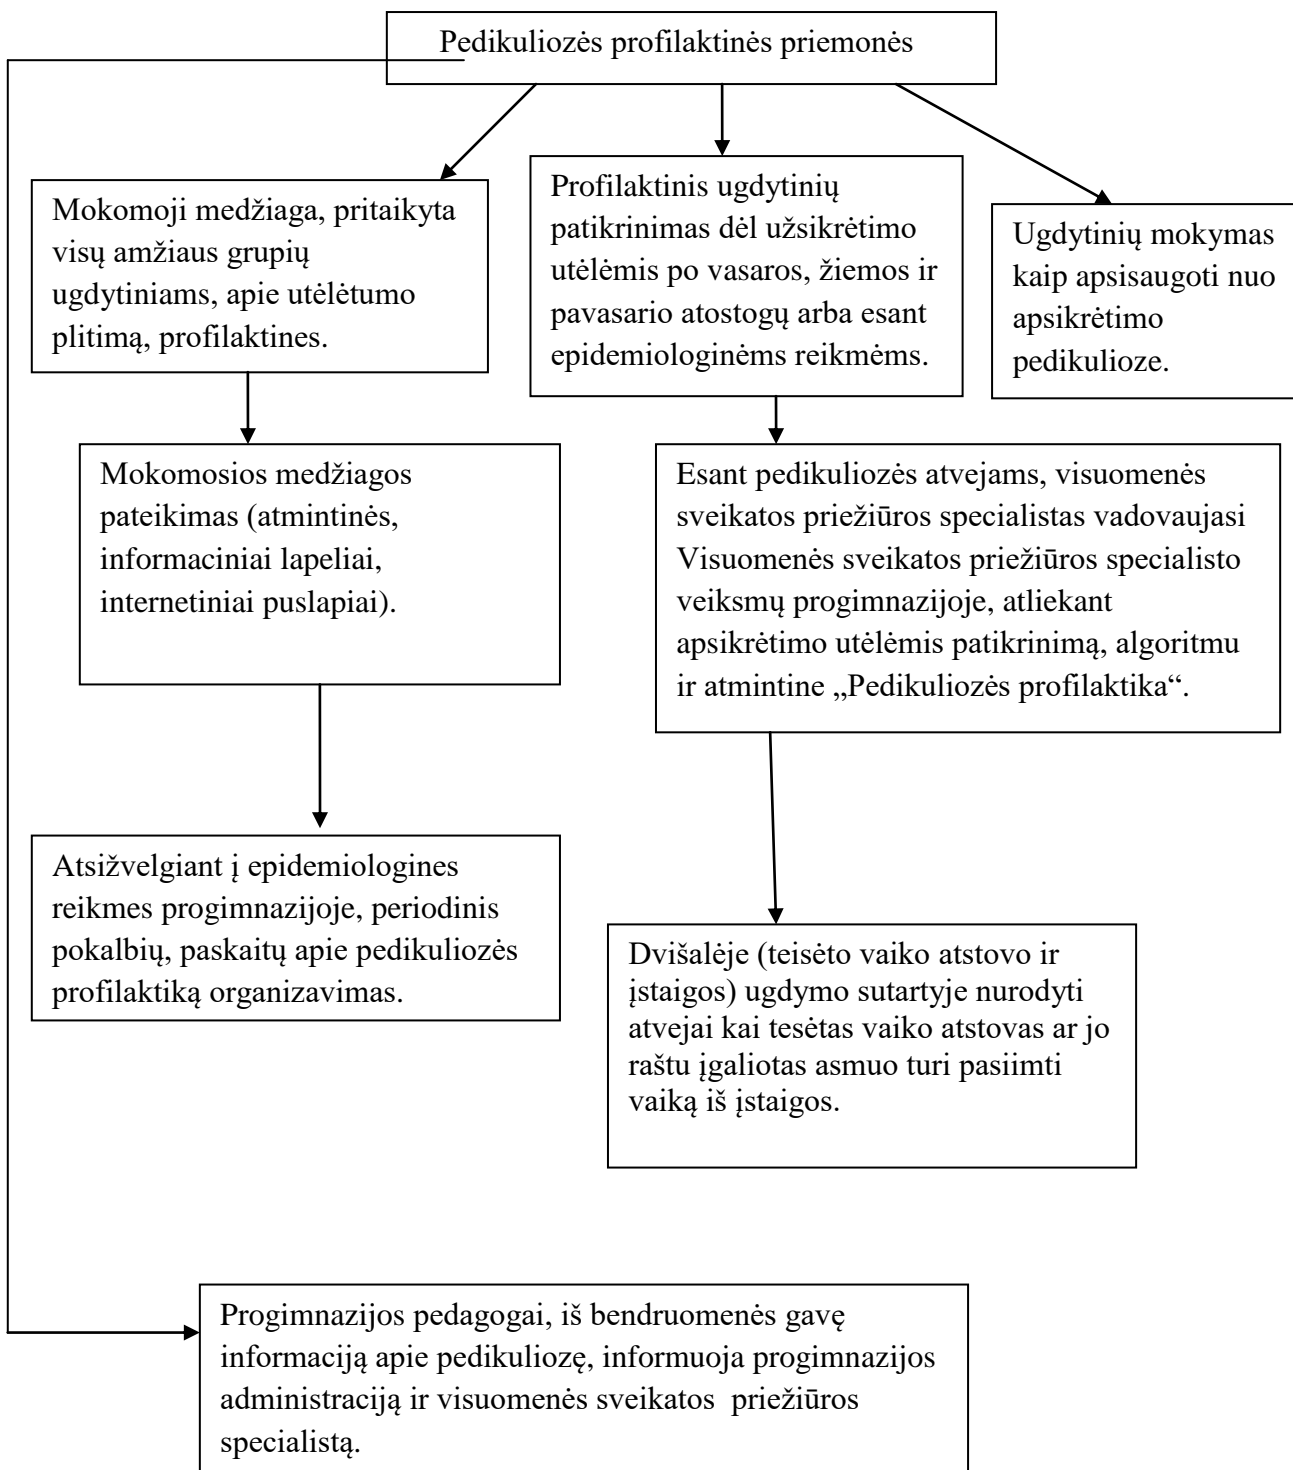 Pedikuliozės profilaktinės priemonės
Mokomoji medžiaga, pritaikyta
visų amžiaus grupių
ugdytiniams, apie utėlėtumo
plitimą, profilaktines.
Profilaktinis ugdytinių
patikrinimas dėl užsikrėtimo
utėlėmis po vasaros, žiemos ir
pavasario atostogų arba esant
epidemiologinėms reikmėms.
Ugdytinių mokymas
kaip apsisaugoti nuo
apsikrėtimo
pedikulioze.
Mokomosios medžiagos
pateikimas (atmintinės,
informaciniai lapeliai,
internetiniai puslapiai).
Esant pedikuliozės atvejams, visuomenės
sveikatos priežiūros specialistas vadovaujasi
Visuomenės sveikatos priežiūros specialisto
veiksmų progimnazijoje, atliekant
apsikrėtimo utėlėmis patikrinimą, algoritmu
ir atmintine „Pedikuliozės profilaktika“.
Atsižvelgiant į epidemiologines
reikmes progimnazijoje, periodinis
pokalbių, paskaitų apie pedikuliozės
profilaktiką organizavimas.
Dvišalėje (teisėto vaiko atstovo ir
įstaigos) ugdymo sutartyje nurodyti
atvejai kai tesėtas vaiko atstovas ar jo
raštu įgaliotas asmuo turi pasiimti
vaiką iš įstaigos.
Progimnazijos pedagogai, iš bendruomenės gavę
informaciją apie pedikuliozę, informuoja progimnazijos
administraciją ir visuomenės sveikatos  priežiūros
specialistą.